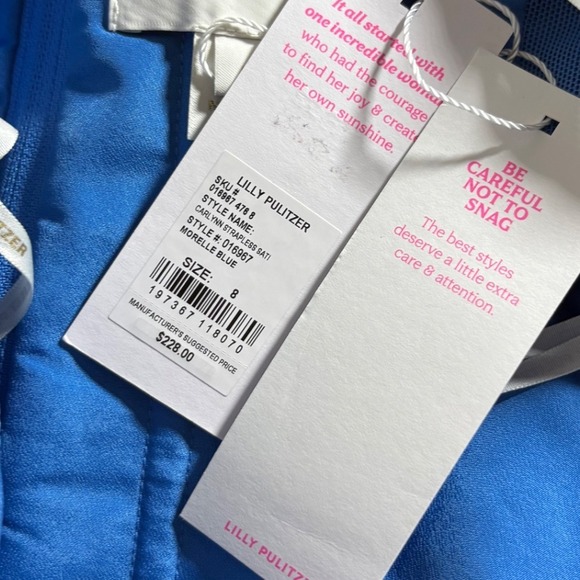 It all started with
one incredible woman
who had the courage
to find her joy & create
her own sunshine.
LILLY PULITZER
SKU #
016967 476 8
STYLE NAME:
CARLYNN STRAPLESS SATI
STYLE #: 016967
MORELLE BLUE
SIZE: 8
197367 118070
MANUFACTURER'S SUGGESTED PRICE
$228.00
BE
CAREFUL
NOT TO
SNAG
The best styles
deserve a little extra
care & attention.
LILLY PULITZER